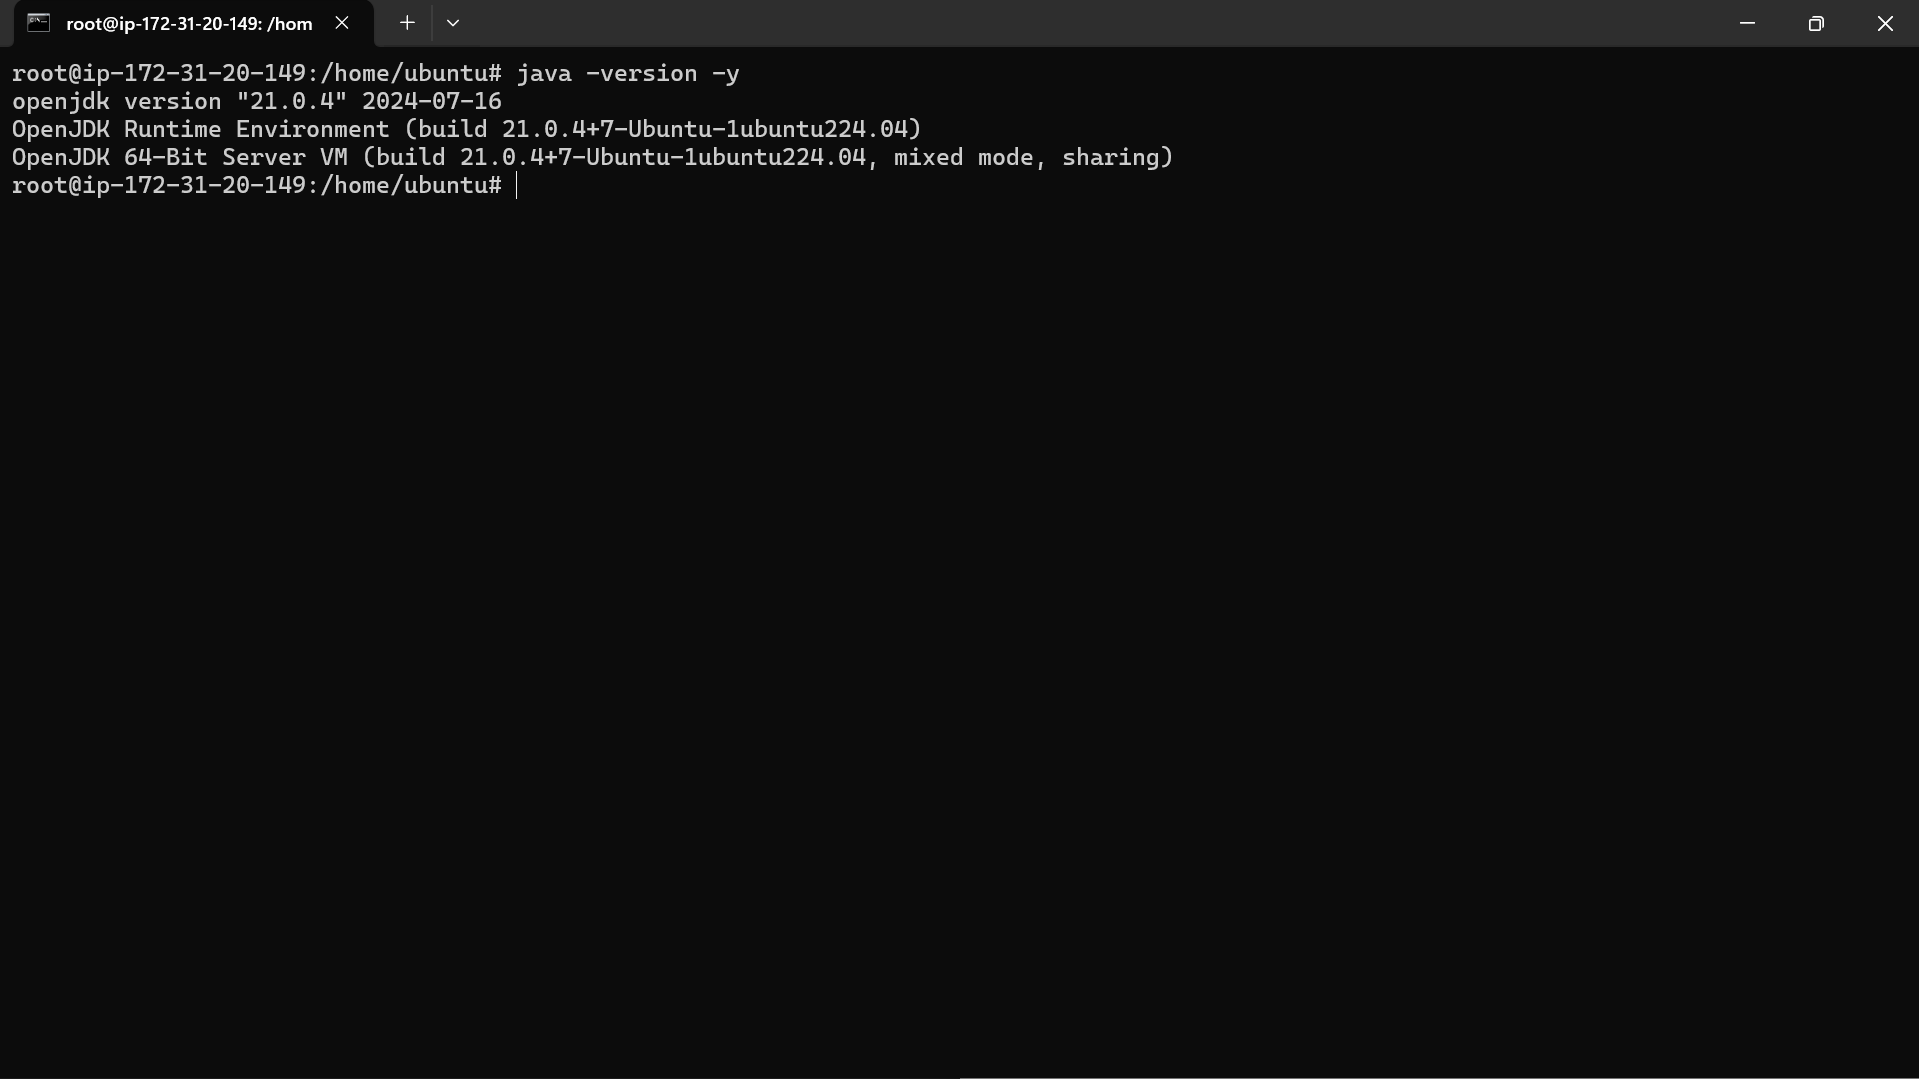 root@ip-172-31-20-149: /hom
root@ip-172-31-20-149:/home/ubuntu# java -version -y
openjdk version "21.0.4" 2024-07-16
OpenJDK Runtime Environment (build 21.0.4+7-Ubuntu-1ubuntu224.04)
OpenJDK 64-Bit Server VM (build 21.0.4+7-Ubuntu-1ubuntu224.04, mixed mode, sharing)
root@ip-172-31-20-149:/home/ubuntu#